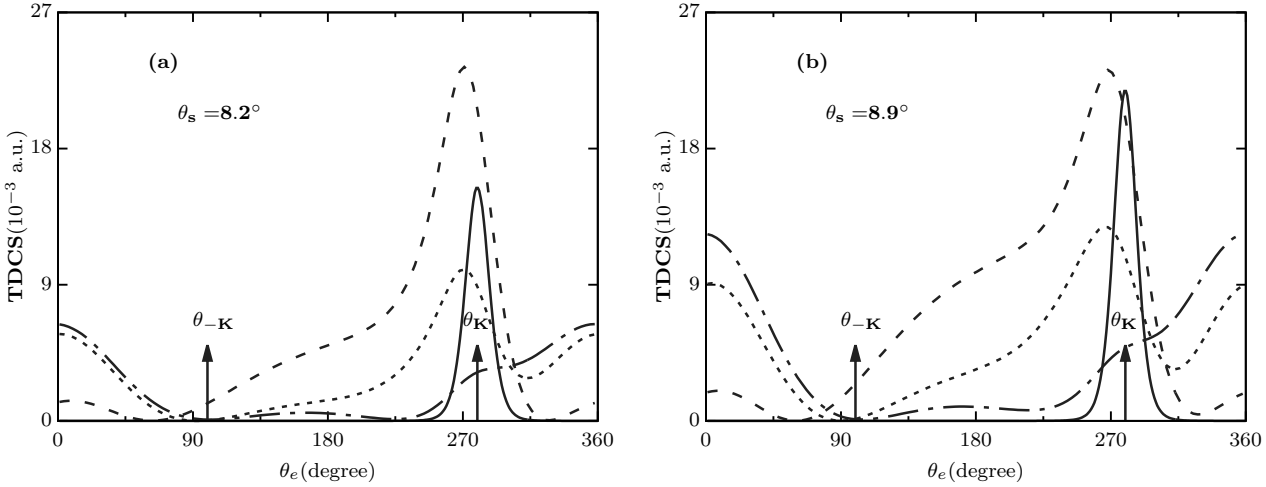 27
(a)
θs =8.2°
18
TDCS(10−3 a.u.)
9
θ−K
θK
0
0 90 180 270 360
θe(degree)
27
(b)
θs =8.9°
18
TDCS(10−3 a.u.)
9
θ−K
θK
0
0 90 180 270 360
θe(degree)